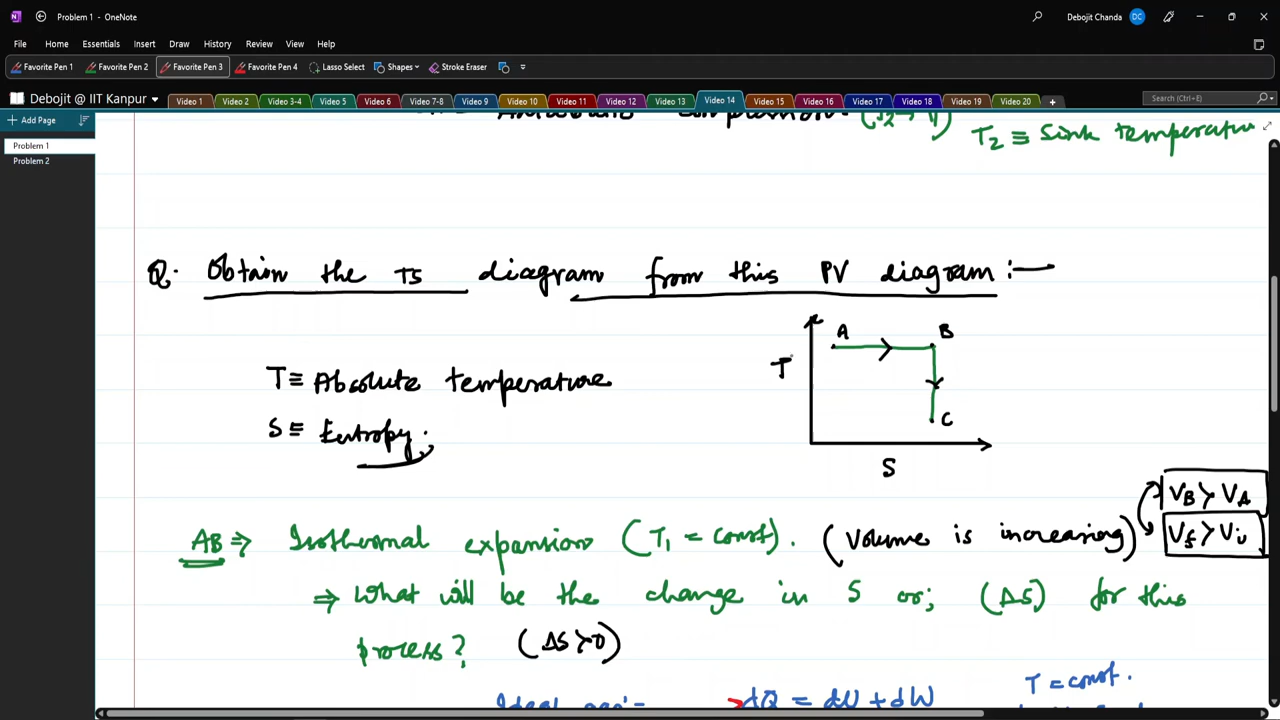 Problem 1 - OneNote
Debojit Chanda DC
File Home Essentials Insert Draw History Review View Help
Favorite Pen 1 Favorite Pen 2 Favorite Pen 3 Favorite Pen 4 Lasso Select Shapes Stroke Eraser
Debojit @ IIT Kanpur Video 1 Video 2 Video 3-4 Video 5 Video 6 Video 7-8 Video 9 Video 10 Video 11 Video 12 Video 13 Video 14 Video 15 Video 16 Video 17 Video 18 Video 19 Video 20 + Search (Ctrl+E)
+ Add Page
Problem 1
Problem 2
T2 ≡ Sink temperature
Q. Obtain the TS diagram from this PV diagram :—
A B
T
C
S
T ≡ Absolute temperature
S ≡ Entropy.
VB > VA
AB ⇒ Isothermal expansion (T1 = const). (Volume is increasing) Vf > Vi
⇒ What will be the change in S or; (ΔS) for this
process? (ΔS > 0)
T = const.
dQ = dU + dW